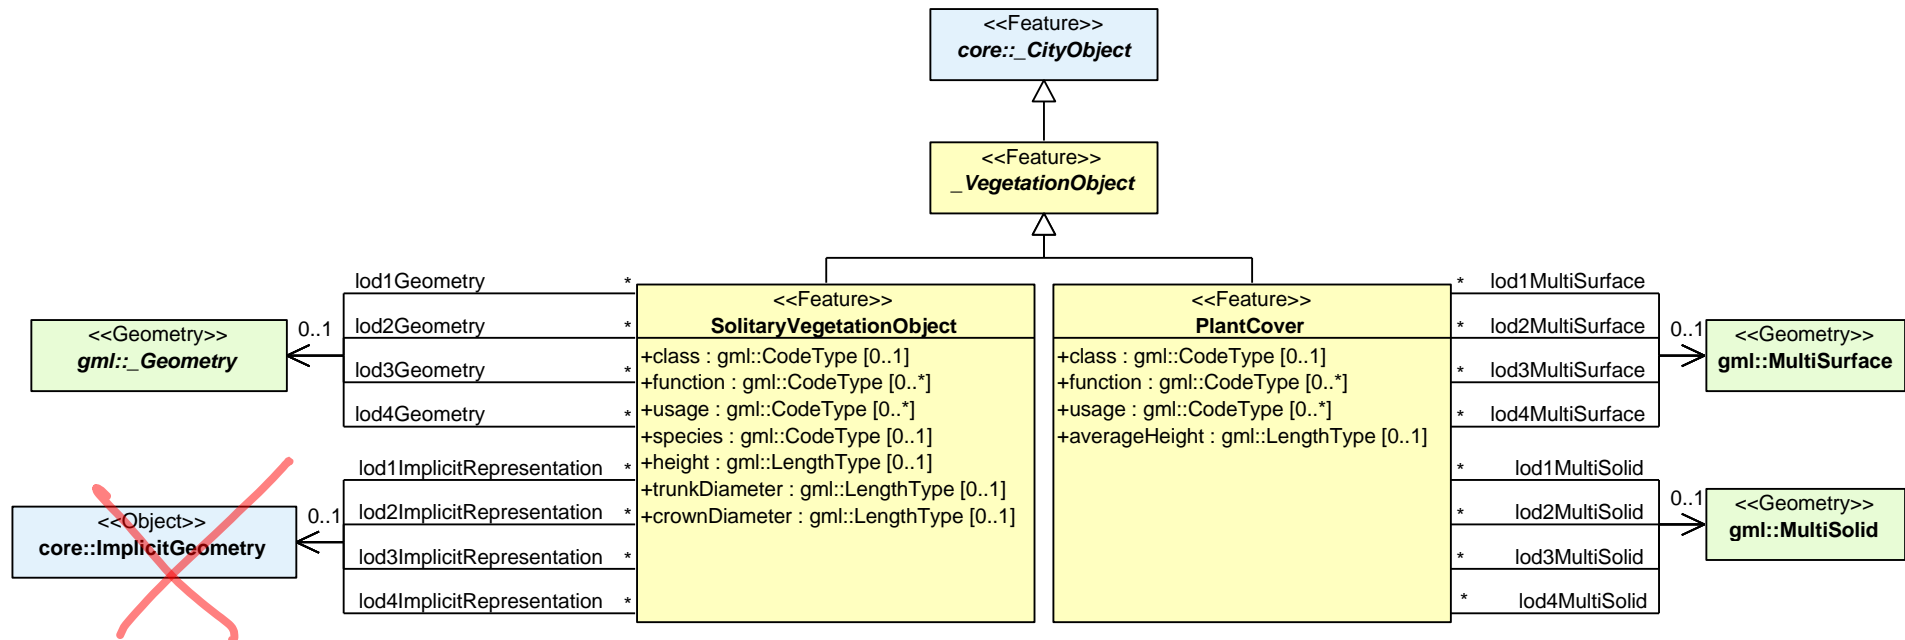 <<Feature>>
core::_CityObject
<<Feature>>
_VegetationObject
lod1Geometry *
lod2Geometry *
lod3Geometry *
lod4Geometry *
0..1
<<Geometry>>
gml::_Geometry
lod1ImplicitRepresentation *
lod2ImplicitRepresentation *
lod3ImplicitRepresentation *
lod4ImplicitRepresentation *
0..1
<<Object>>
core::ImplicitGeometry
<<Feature>>
SolitaryVegetationObject
+class : gml::CodeType [0..1]
+function : gml::CodeType [0..*]
+usage : gml::CodeType [0..*]
+species : gml::CodeType [0..1]
+height : gml::LengthType [0..1]
+trunkDiameter : gml::LengthType [0..1]
+crownDiameter : gml::LengthType [0..1]
<<Feature>>
PlantCover
+class : gml::CodeType [0..1]
+function : gml::CodeType [0..*]
+usage : gml::CodeType [0..*]
+averageHeight : gml::LengthType [0..1]
* lod1MultiSurface
* lod2MultiSurface
* lod3MultiSurface
* lod4MultiSurface
0..1
<<Geometry>>
gml::MultiSurface
* lod1MultiSolid
* lod2MultiSolid
* lod3MultiSolid
* lod4MultiSolid
0..1
<<Geometry>>
gml::MultiSolid